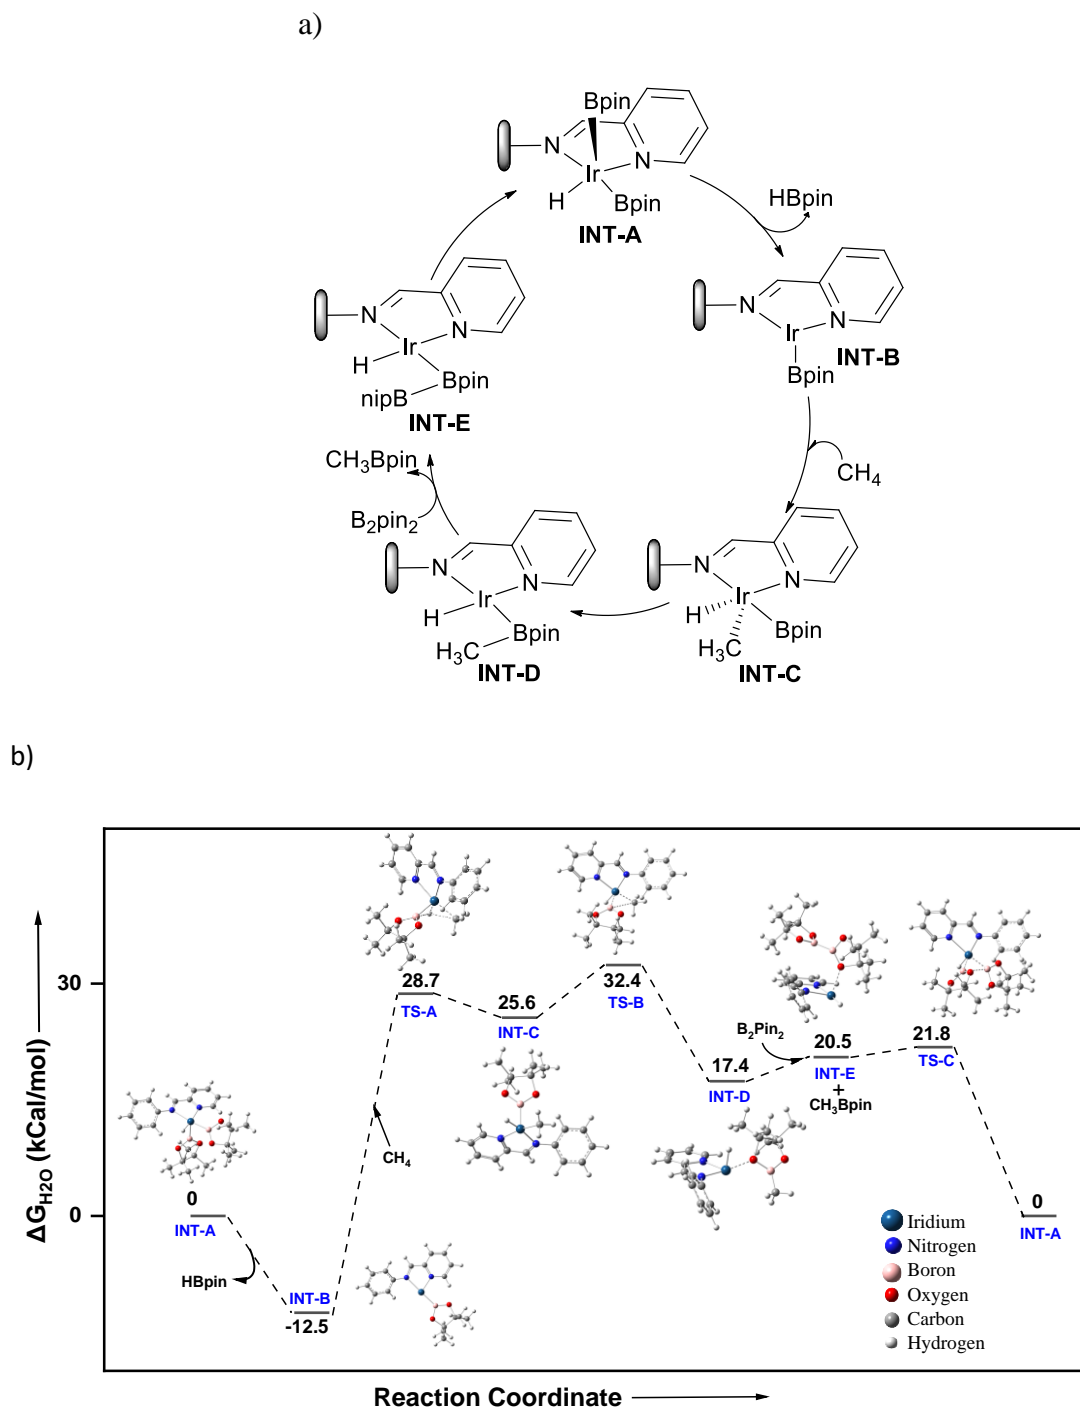 a)
Bpin
N
N
Ir
H
Bpin
INT-A
HBpin
N
N
Ir
Bpin
INT-B
CH4
N
N
Ir
H
H3C
Bpin
INT-C
N
N
Ir
H
H3C
Bpin
INT-D
CH3Bpin
B2pin2
N
N
Ir
H
Bpin
nipB
INT-E
b)
ΔGH2O (kCal/mol)
30
0
0
INT-A
HBpin
INT-B
-12.5
CH4
28.7
TS-A
25.6
INT-C
32.4
TS-B
17.4
INT-D
B2Pin2
20.5
INT-E
+
CH3Bpin
21.8
TS-C
0
INT-A
Iridium
Nitrogen
Boron
Oxygen
Carbon
Hydrogen
Reaction Coordinate